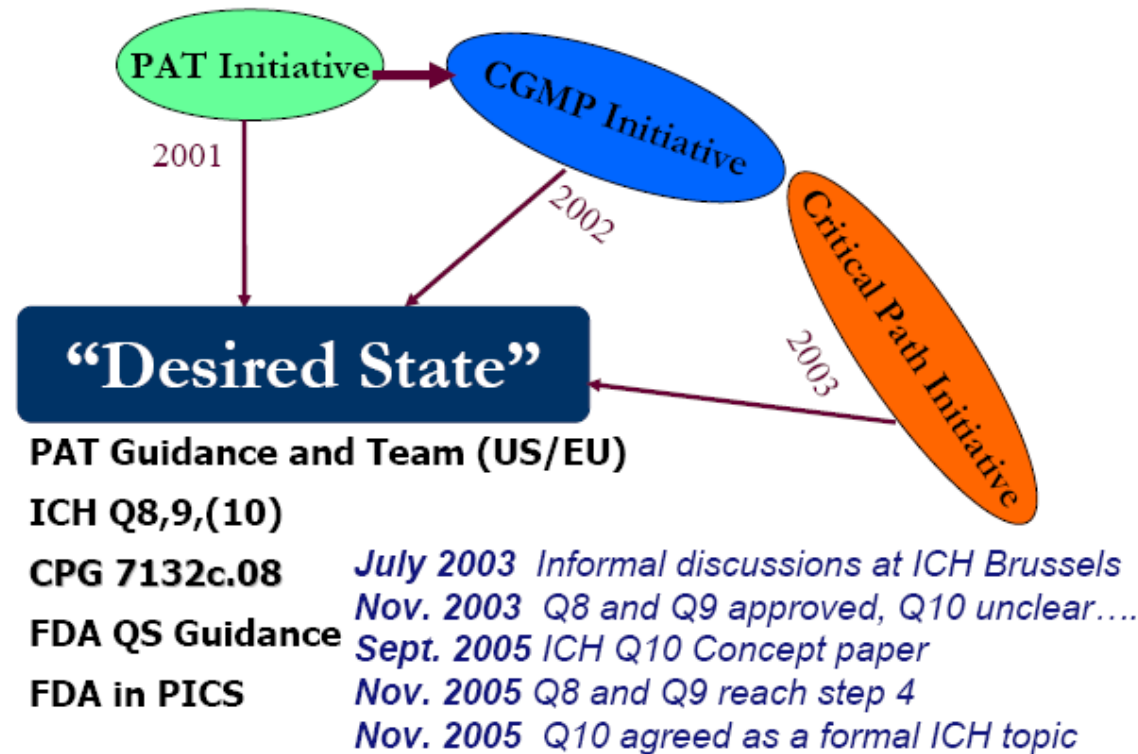 PAT Initiative
CGMP Initiative
2001
2002
Critical Path Initiative
2003
“Desired State”
PAT Guidance and Team (US/EU)
ICH Q8,9,(10)
CPG 7132c.08
FDA QS Guidance
FDA in PICS
July 2003 Informal discussions at ICH Brussels
Nov. 2003 Q8 and Q9 approved, Q10 unclear….
Sept. 2005 ICH Q10 Concept paper
Nov. 2005 Q8 and Q9 reach step 4
Nov. 2005 Q10 agreed as a formal ICH topic